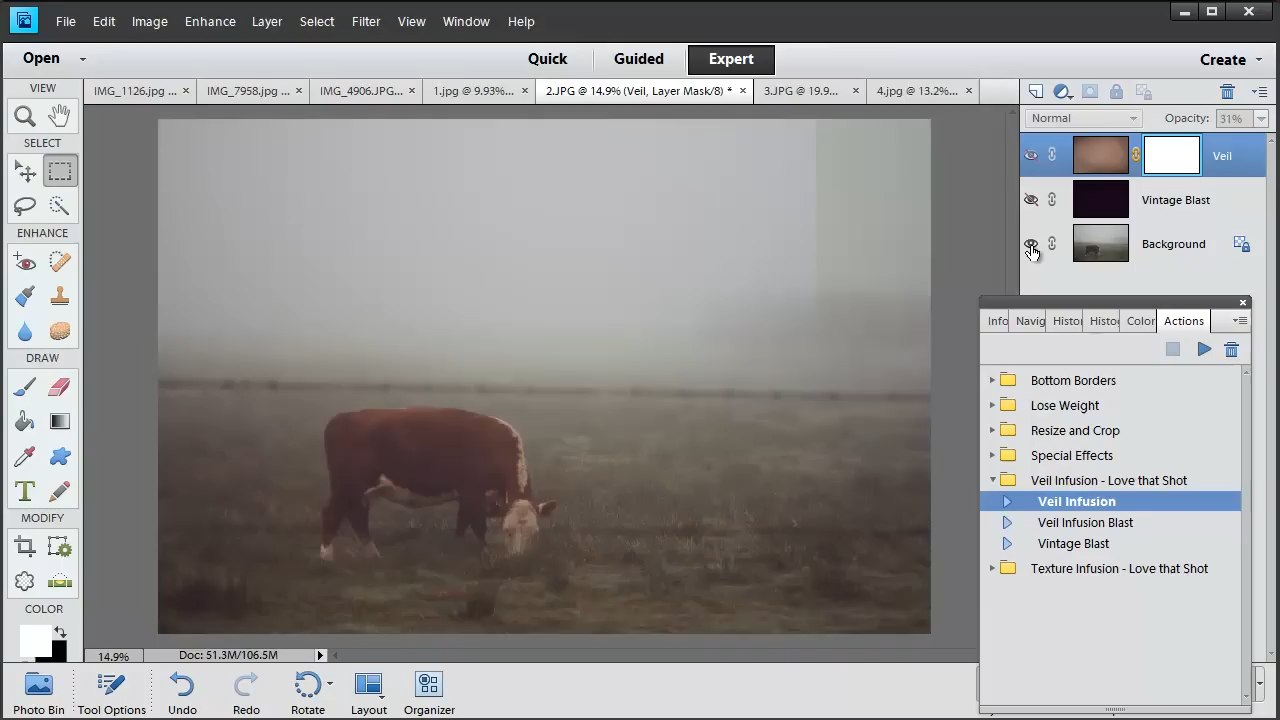 File Edit Image Enhance Layer Select Filter View Window Help
Open Quick Guided Expert Create
VIEW
IMG_1126.jpg ... × IMG_7958.jpg ... × IMG_4906.JPG... × 1.jpg @ 9.93%... × 2.JPG @ 14.9% (Veil, Layer Mask/8) * × 3.JPG @ 19.9... × 4.jpg @ 13.2%... ×
Normal Opacity: 31%
SELECT
Veil
Vintage Blast
ENHANCE
Background
Info Navig Histo Histog Color Actions
DRAW
Bottom Borders
Lose Weight
Resize and Crop
Special Effects
Veil Infusion - Love that Shot
Veil Infusion
T
MODIFY
Veil Infusion Blast
Vintage Blast
Texture Infusion - Love that Shot
COLOR
14.9% Doc: 51.3M/106.5M
Photo Bin Tool Options Undo Redo Rotate Layout Organizer